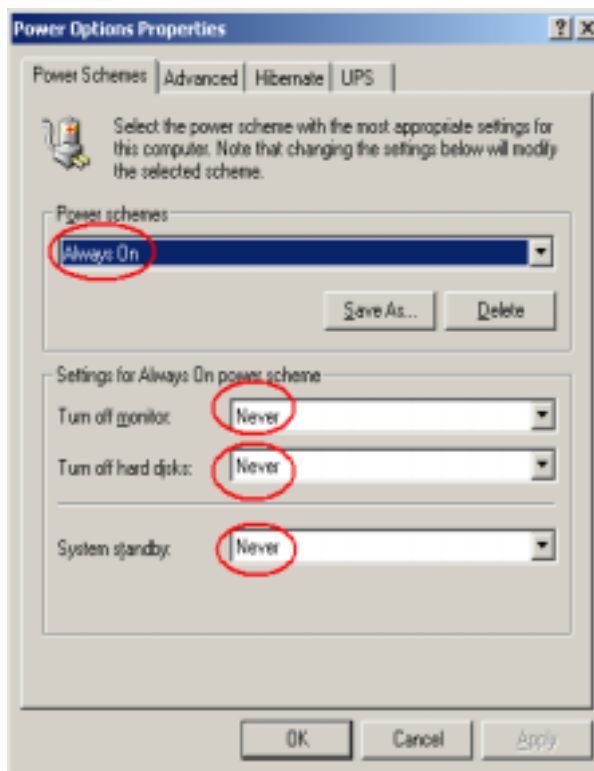 Power Options Properties
Power Schemes Advanced Hibernate UPS
Select the power scheme with the most appropriate settings for
this computer. Note that changing the settings below will modify
the selected scheme.
Power schemes
Always On
Save As... Delete
Settings for Always On power scheme
Turn off monitor: Never
Turn off hard disks: Never
System standby: Never
OK Cancel Apply